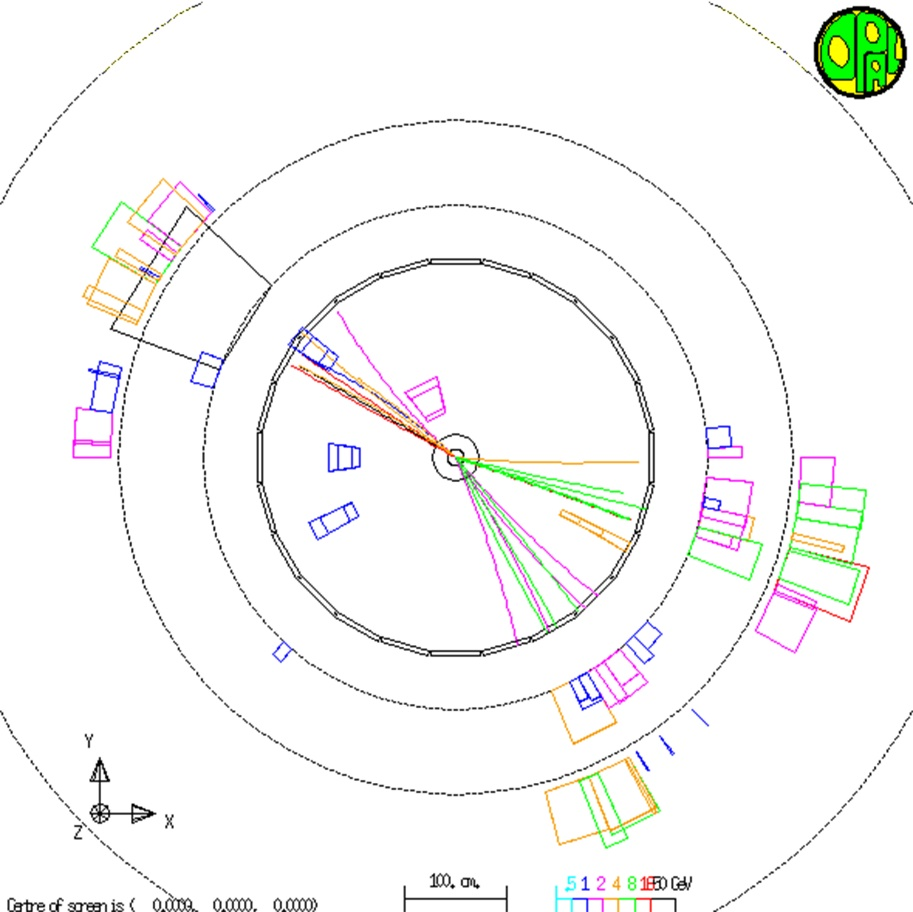 OPAL
Y
Z
X
100. cm.
.5 1 2 4 8 50 GeV
Centre of screen is ( 0.0000, 0.0000, 0.0000)